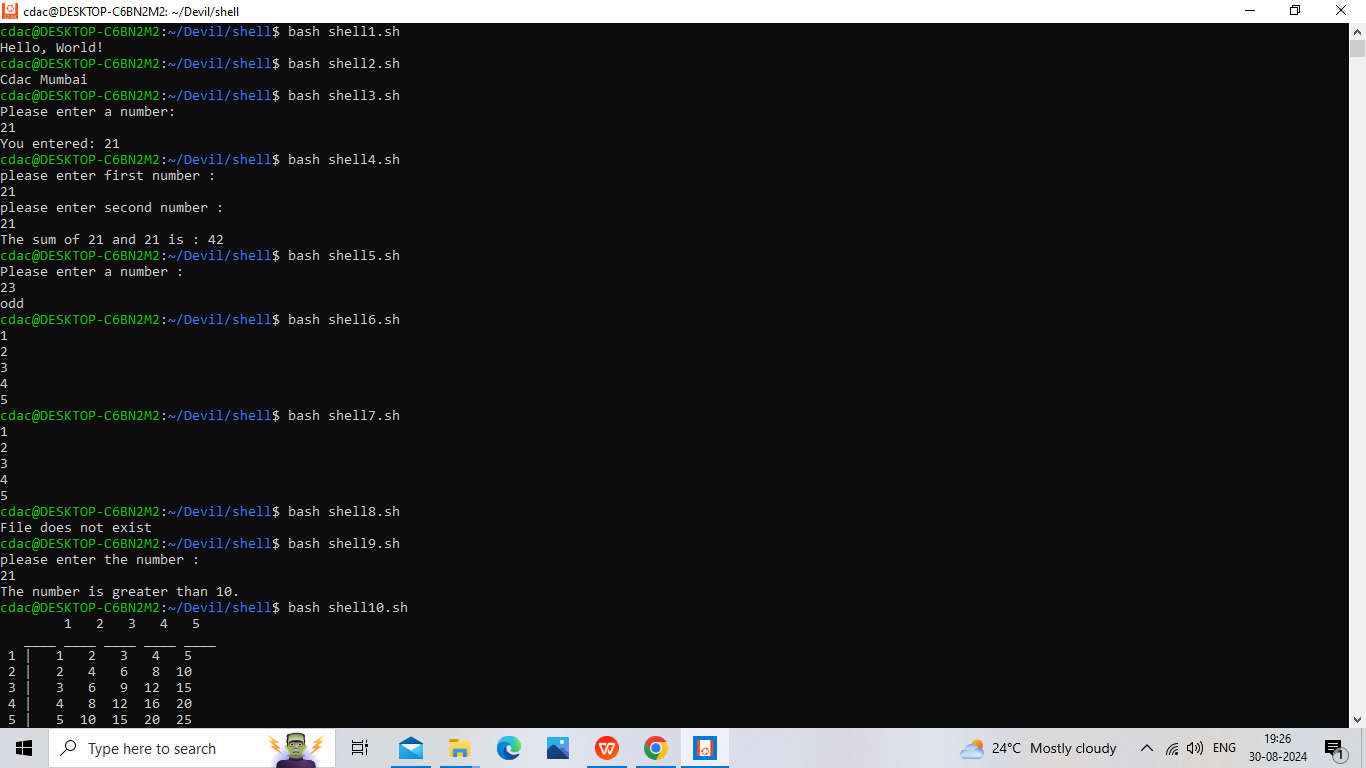 cdac@DESKTOP-C6BN2M2: ~/Devil/shell
cdac@DESKTOP-C6BN2M2:~/Devil/shell$ bash shell1.sh
Hello, World!
cdac@DESKTOP-C6BN2M2:~/Devil/shell$ bash shell2.sh
Cdac Mumbai
cdac@DESKTOP-C6BN2M2:~/Devil/shell$ bash shell3.sh
Please enter a number:
21
You entered: 21
cdac@DESKTOP-C6BN2M2:~/Devil/shell$ bash shell4.sh
please enter first number :
21
please enter second number :
21
The sum of 21 and 21 is : 42
cdac@DESKTOP-C6BN2M2:~/Devil/shell$ bash shell5.sh
Please enter a number :
23
odd
cdac@DESKTOP-C6BN2M2:~/Devil/shell$ bash shell6.sh
1
2
3
4
5
cdac@DESKTOP-C6BN2M2:~/Devil/shell$ bash shell7.sh
1
2
3
4
5
cdac@DESKTOP-C6BN2M2:~/Devil/shell$ bash shell8.sh
File does not exist
cdac@DESKTOP-C6BN2M2:~/Devil/shell$ bash shell9.sh
please enter the number :
21
The number is greater than 10.
cdac@DESKTOP-C6BN2M2:~/Devil/shell$ bash shell10.sh
        1   2   3   4   5
   ____ ____ ____ ____ ____
 1 |   1   2   3   4   5
 2 |   2   4   6   8  10
 3 |   3   6   9  12  15
 4 |   4   8  12  16  20
 5 |   5  10  15  20  25
Type here to search
24°C Mostly cloudy
ENG
19:26
30-08-2024
1